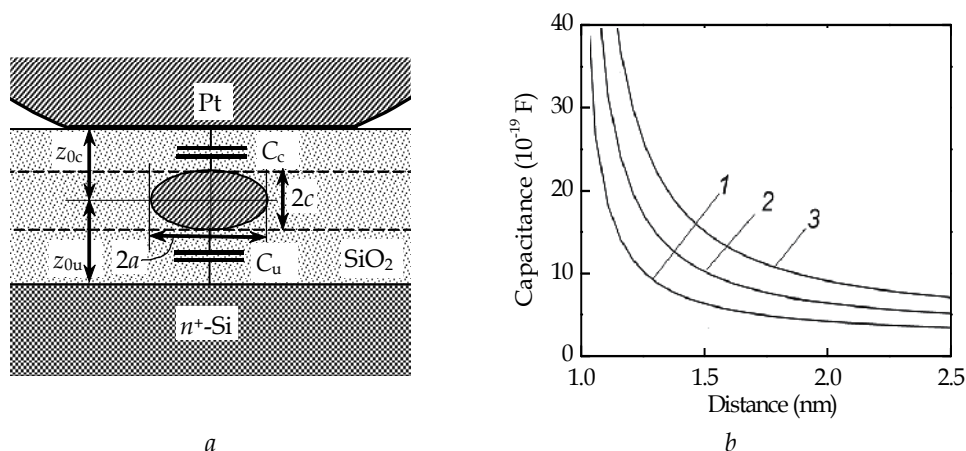 Pt
z0c
Cc
2c
z0u
2a
Cu
SiO2
n+-Si
a
Capacitance (10-19 F)
40
30
20
10
0
1
2
3
1.0
1.5
2.0
2.5
Distance (nm)
b